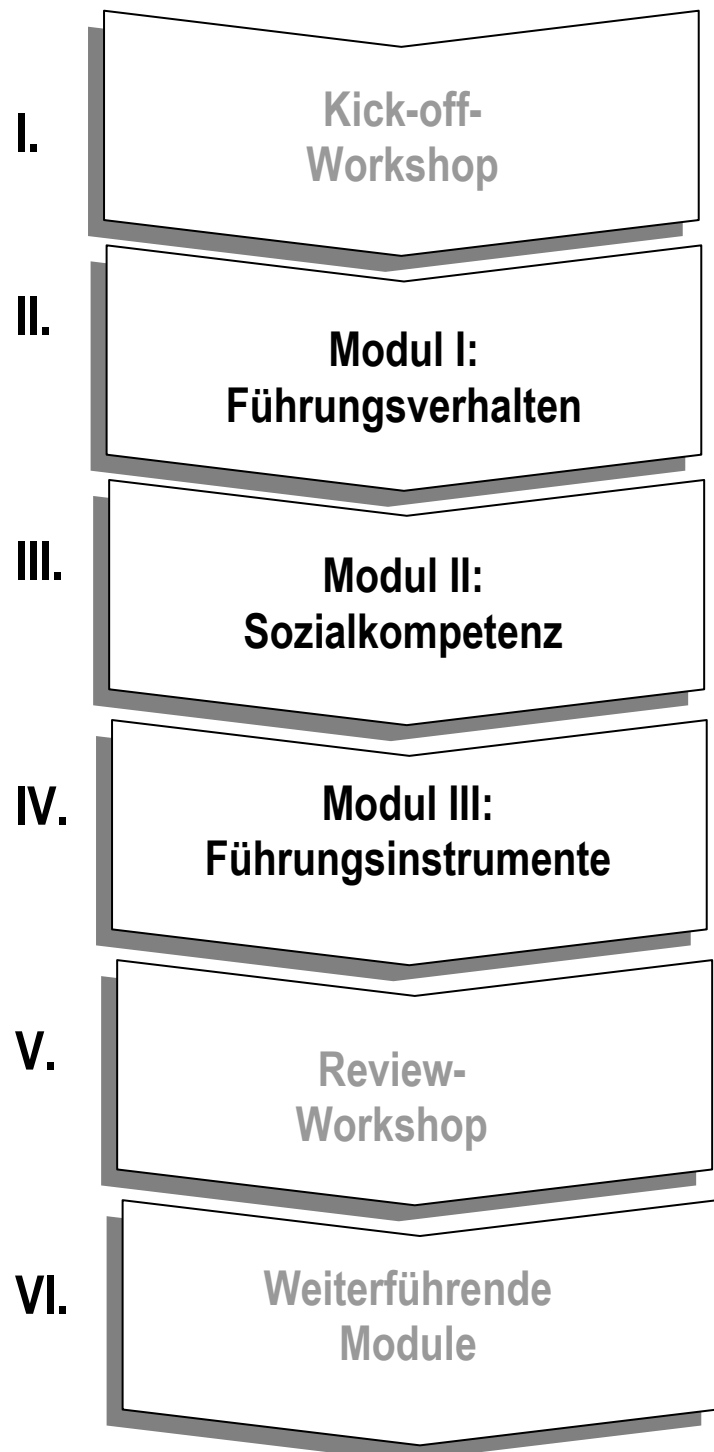 I.
Kick-off-
Workshop
II.
Modul I:
Führungsverhalten
III.
Modul II:
Sozialkompetenz
IV.
Modul III:
Führungsinstrumente
V.
Review-
Workshop
VI.
Weiterführende
Module